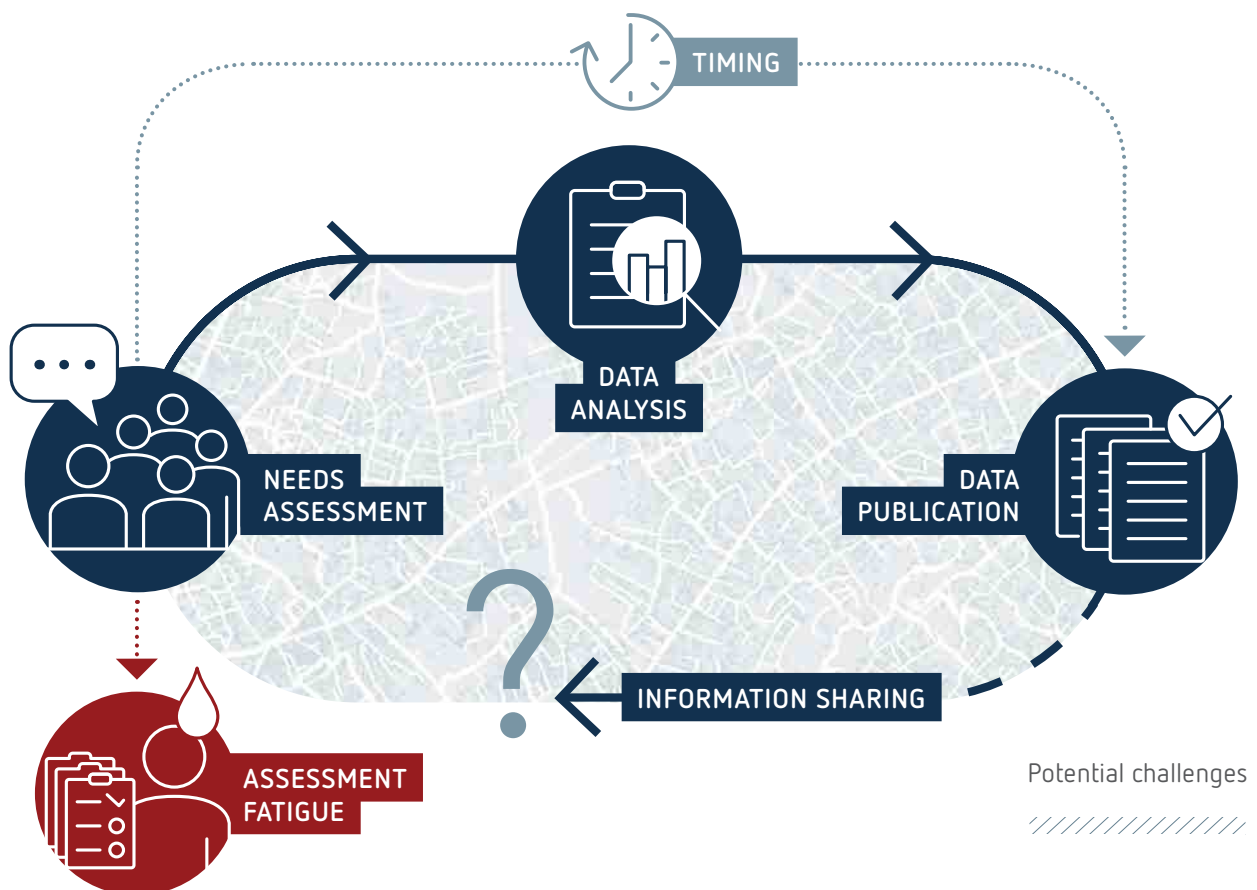 TIMING
DATA
ANALYSIS
NEEDS
ASSESSMENT
DATA
PUBLICATION
INFORMATION SHARING
ASSESSMENT
FATIGUE
Potential challenges